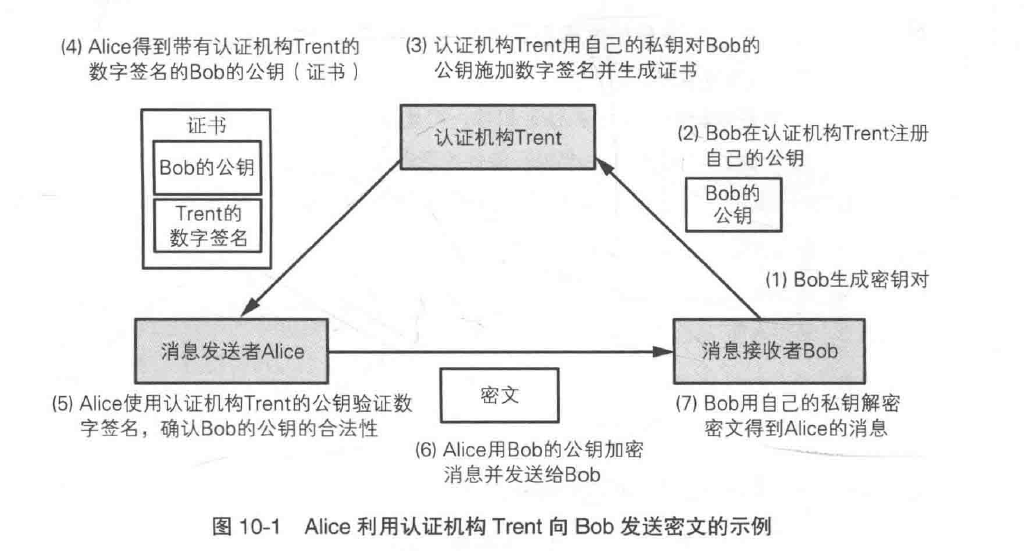 (4) Alice得到带有认证机构Trent的
数字签名的Bob的公钥（证书）
(3) 认证机构Trent用自己的私钥对Bob的
公钥施加数字签名并生成证书
证书
Bob的公钥
Trent的
数字签名
认证机构Trent
(2) Bob在认证机构Trent注册
自己的公钥
Bob的
公钥
(1) Bob生成密钥对
消息发送者Alice
消息接收者Bob
密文
(5) Alice使用认证机构Trent的公钥验证数
字签名，确认Bob的公钥的合法性
(6) Alice用Bob的公钥加密
消息并发送给Bob
(7) Bob用自己的私钥解密
密文得到Alice的消息
图 10-1 Alice 利用认证机构 Trent 向 Bob 发送密文的示例